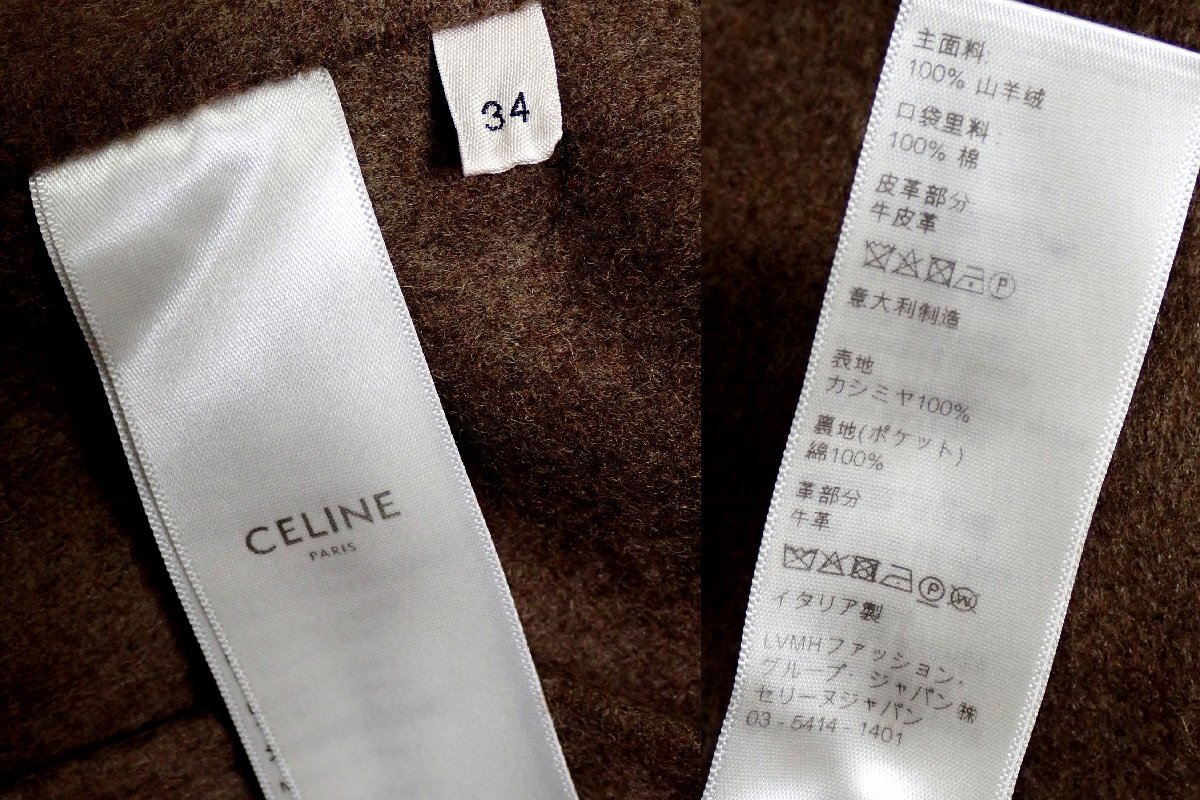 34
CELINE
PARIS
主面料
100% 山羊绒
口袋里料
100% 棉
皮革部分
牛皮革
P
意大利制造
表地
カシミヤ100%
裏地(ポケット)
綿100%
革部分
牛革
P W
イタリア製
LVMHファッション・
グループ・ジャパン㈱
セリーヌジャパン
03-5414-1401